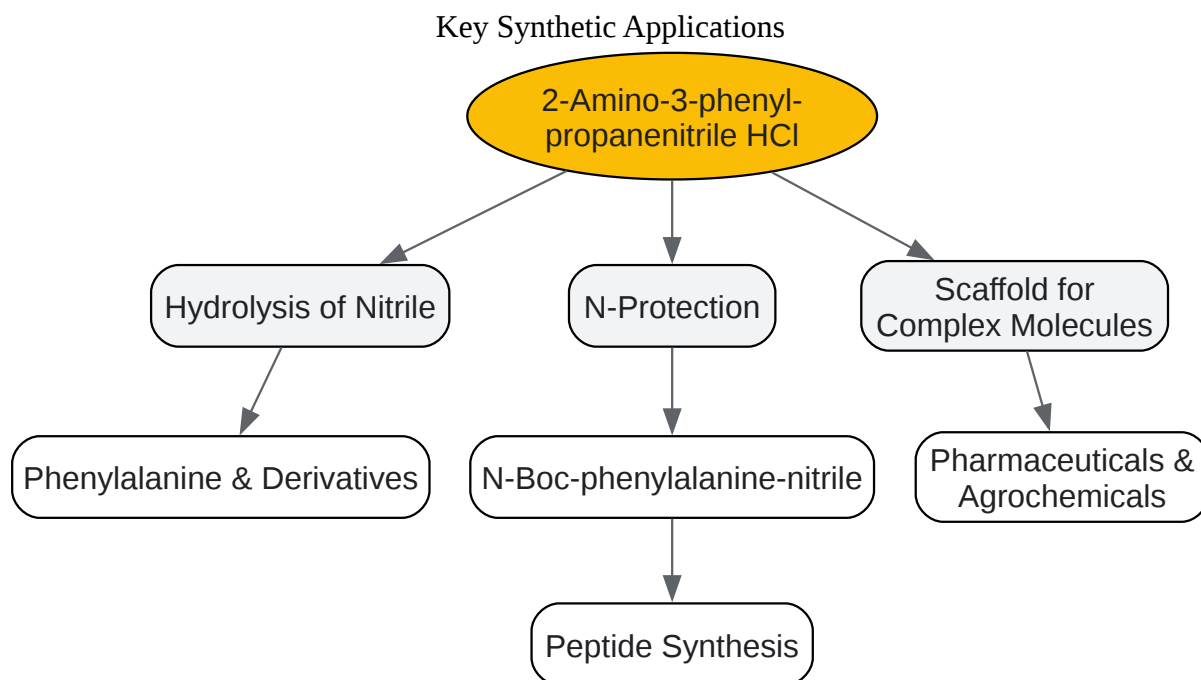 Key Synthetic Applications
2-Amino-3-phenyl-
propanenitrile HCl
Hydrolysis of Nitrile
N-Protection
Scaffold for
Complex Molecules
Phenylalanine & Derivatives
N-Boc-phenylalanine-nitrile
Pharmaceuticals &
Agrochemicals
Peptide Synthesis